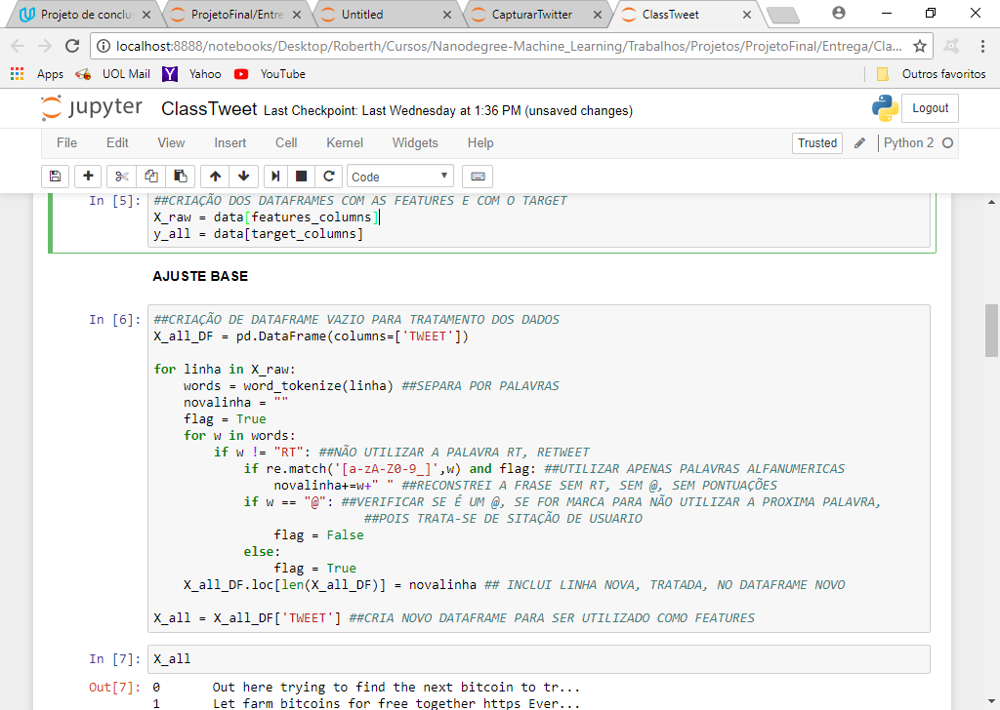 Projeto de conclus
ProjetoFinal/Entre
Untitled
CapturarTwitter
ClassTweet
localhost:8888/notebooks/Desktop/Roberth/Cursos/Nanodegree-Machine_Learning/Trabalhos/Projetos/ProjetoFinal/Entrega/Cla...
Apps
UOL Mail
Yahoo
YouTube
Outros favoritos
jupyter ClassTweet Last Checkpoint: Last Wednesday at 1:36 PM (unsaved changes)
Logout
File Edit View Insert Cell Kernel Widgets Help
Trusted
Python 2
Code
In [5]: ##CRIAÇÃO DOS DATAFRAMES COM AS FEATURES E COM O TARGET
X_raw = data[features_columns]
y_all = data[target_columns]
AJUSTE BASE
In [6]: ##CRIAÇÃO DE DATAFRAME VAZIO PARA TRATAMENTO DOS DADOS
X_all_DF = pd.DataFrame(columns=['TWEET'])
for linha in X_raw:
words = word_tokenize(linha) ##SEPARA POR PALAVRAS
novalinha = ""
flag = True
for w in words:
if w != "RT": ##NÃO UTILIZAR A PALAVRA RT, RETWEET
if re.match('[a-zA-Z0-9_]',w) and flag: ##UTILIZAR APENAS PALAVRAS ALFANUMERICAS
novalinha+=w+" " ##RECONSTREI A FRASE SEM RT, SEM @, SEM PONTUAÇÕES
if w == "@": ##VERIFICAR SE É UM @, SE FOR MARCA PARA NÃO UTILIZAR A PROXIMA PALAVRA,
##POIS TRATA-SE DE SITAÇÃO DE USUARIO
flag = False
else:
flag = True
X_all_DF.loc[len(X_all_DF)] = novalinha ## INCLUI LINHA NOVA, TRATADA, NO DATAFRAME NOVO
X_all = X_all_DF['TWEET'] ##CRIA NOVO DATAFRAME PARA SER UTILIZADO COMO FEATURES
In [7]: X_all
Out[7]: 0 Out here trying to find the next bitcoin to tr...
1 Let farm bitcoins for free together https Ever...